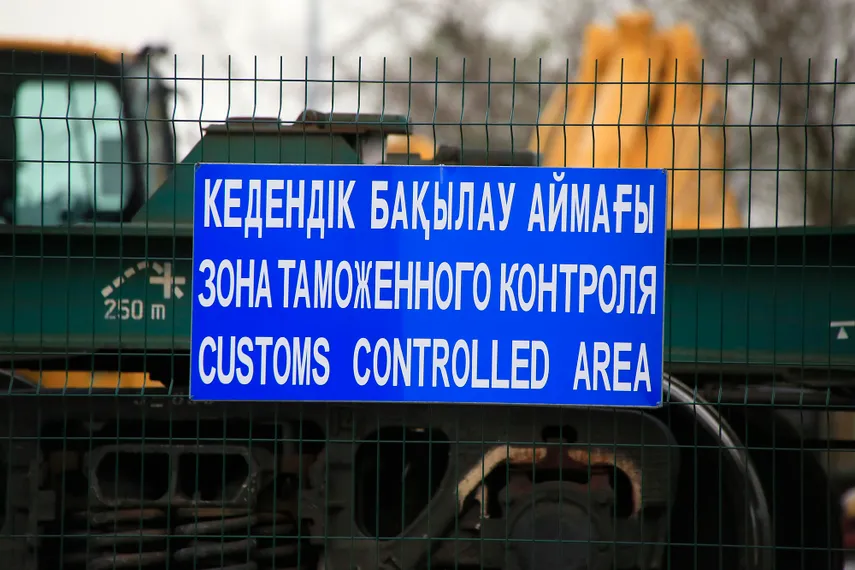 КЕДЕНДІК БАҚЫЛАУ АЙМАҒЫ
ЗОНА ТАМОЖЕННОГО КОНТРОЛЯ
CUSTOMS CONTROLLED AREA
250 m